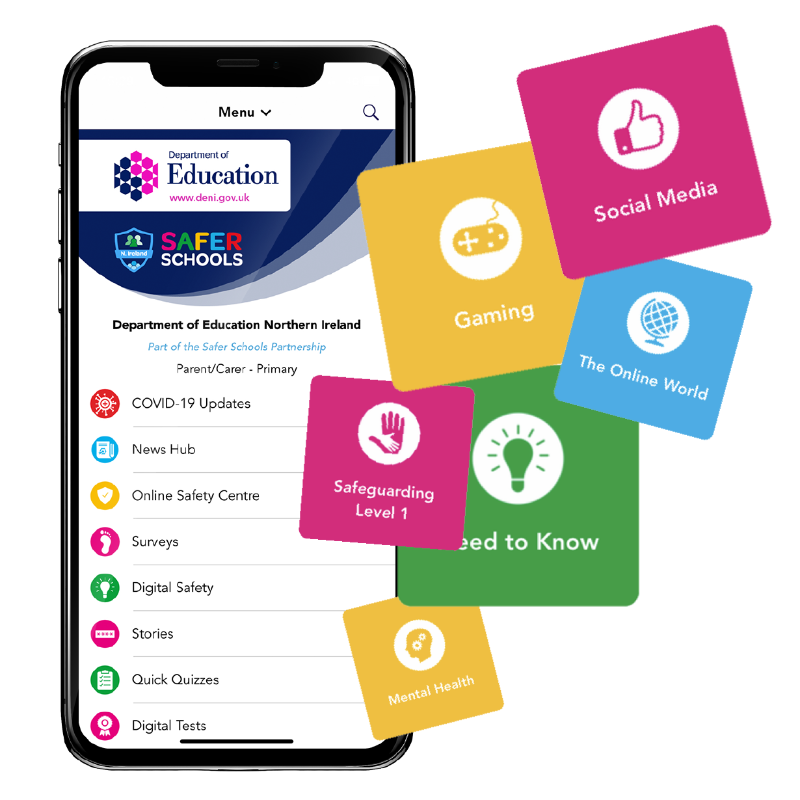 Menu
Department of
Education
www.deni.gov.uk
N. Ireland
SAFER
SCHOOLS
Department of Education Northern Ireland
Part of the Safer Schools Partnership
Parent/Carer - Primary
COVID-19 Updates
News Hub
Online Safety Centre
Surveys
Digital Safety
Stories
Quick Quizzes
Digital Tests
Social Media
Gaming
The Online World
Safeguarding
Level 1
to Know
Mental Health